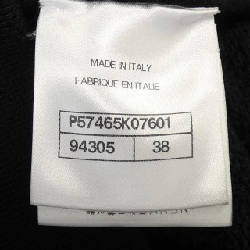 MADE IN ITALY
FABRIQUE EN ITALIE
P57465K07601
94305 38